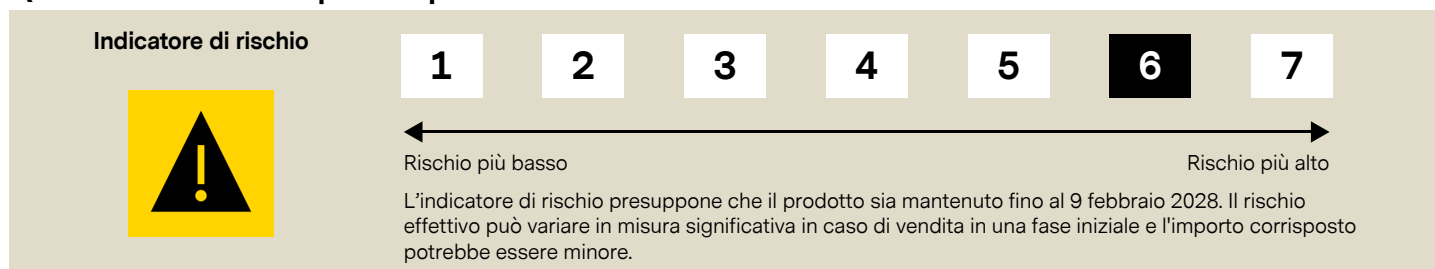 Indicatore di rischio
1 2 3 4 5 6 7
Rischio più basso Rischio più alto
L'indicatore di rischio presuppone che il prodotto sia mantenuto fino al 9 febbraio 2028. Il rischio
effettivo può variare in misura significativa in caso di vendita in una fase iniziale e l'importo corrisposto
potrebbe essere minore.